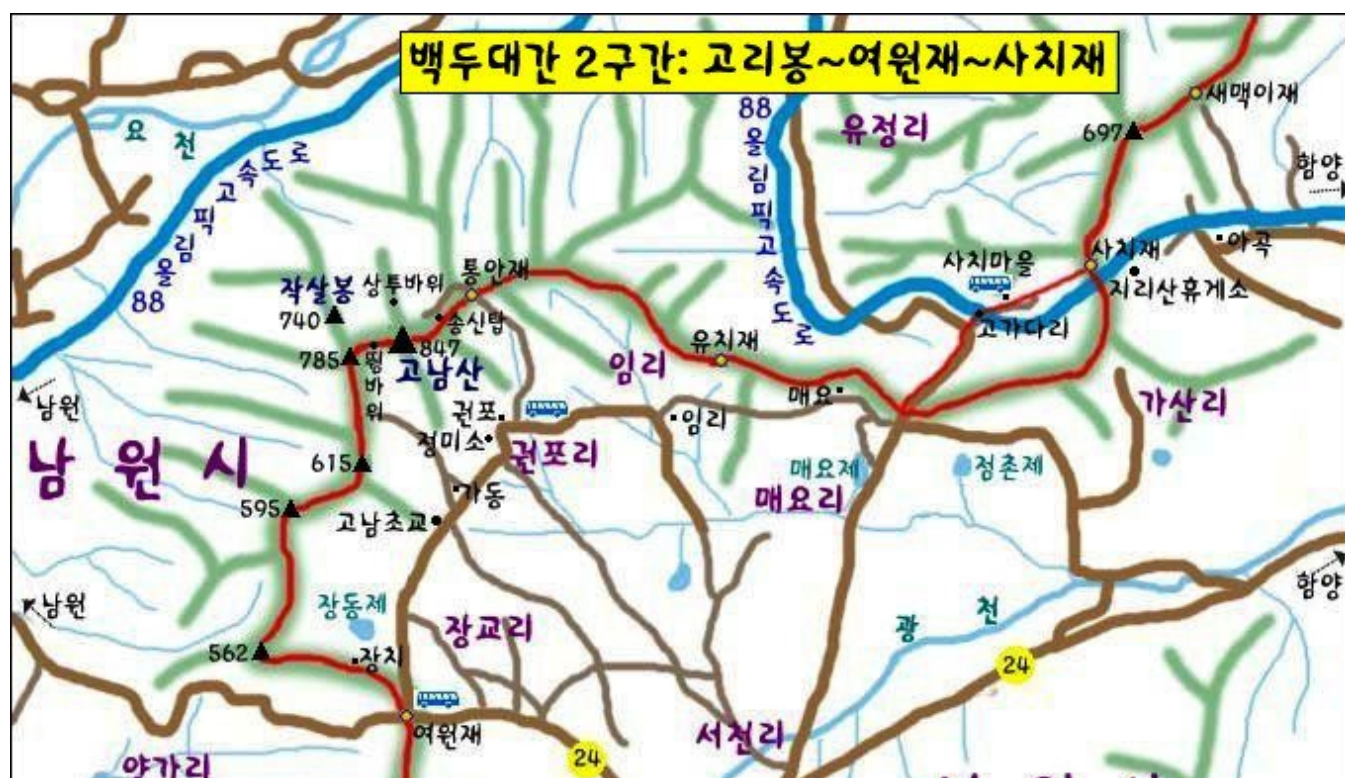 백두대간 2구간: 고리봉~여원재~사치재
새맥이재
697
유정리
88올림픽고속도로
함양
요천
88올림픽고속도로
사치재
아곡
사치마을
지리산휴게소
통안재
상투바위
작살봉
740
송신탑
고가다리
847
785
고남산
유치재
임리
남원
매요
가산리
권포
임리
정미소
권포리
남원시
615
매요제
점촌제
가동
매요리
595
고남초교
함양
남원
장동제
장교리
광천
562
장치
24
여원재
서천리
24
양가리